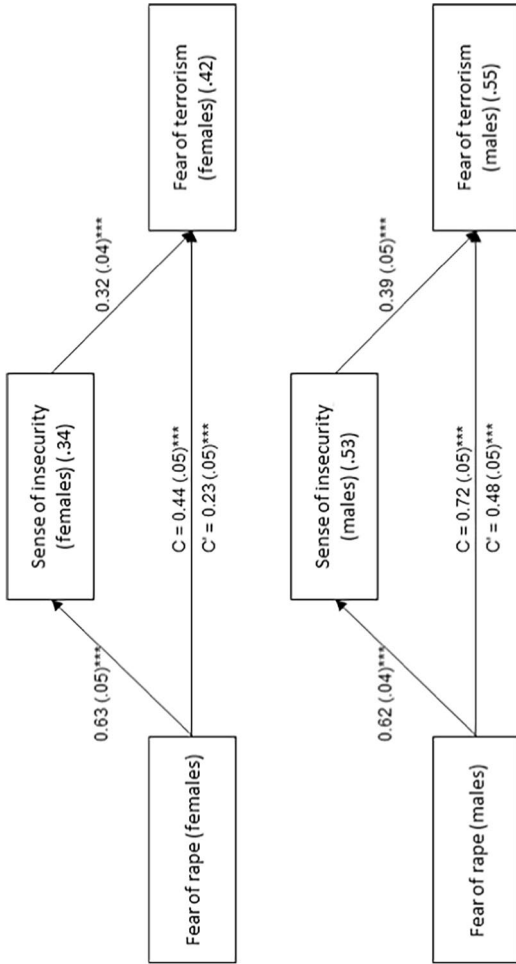 Sense of insecurity
(females) (.34)
0.63 (.05)***
0.32 (.04)***
Fear of rape (females)
C = 0.44 (.05)***
C' = 0.23 (.05)***
Fear of terrorism
(females) (.42)
Sense of insecurity
(males) (.53)
0.62 (.04)***
0.39 (.05)***
Fear of rape (males)
C = 0.72 (.05)***
C' = 0.48 (.05)***
Fear of terrorism
(males) (.55)